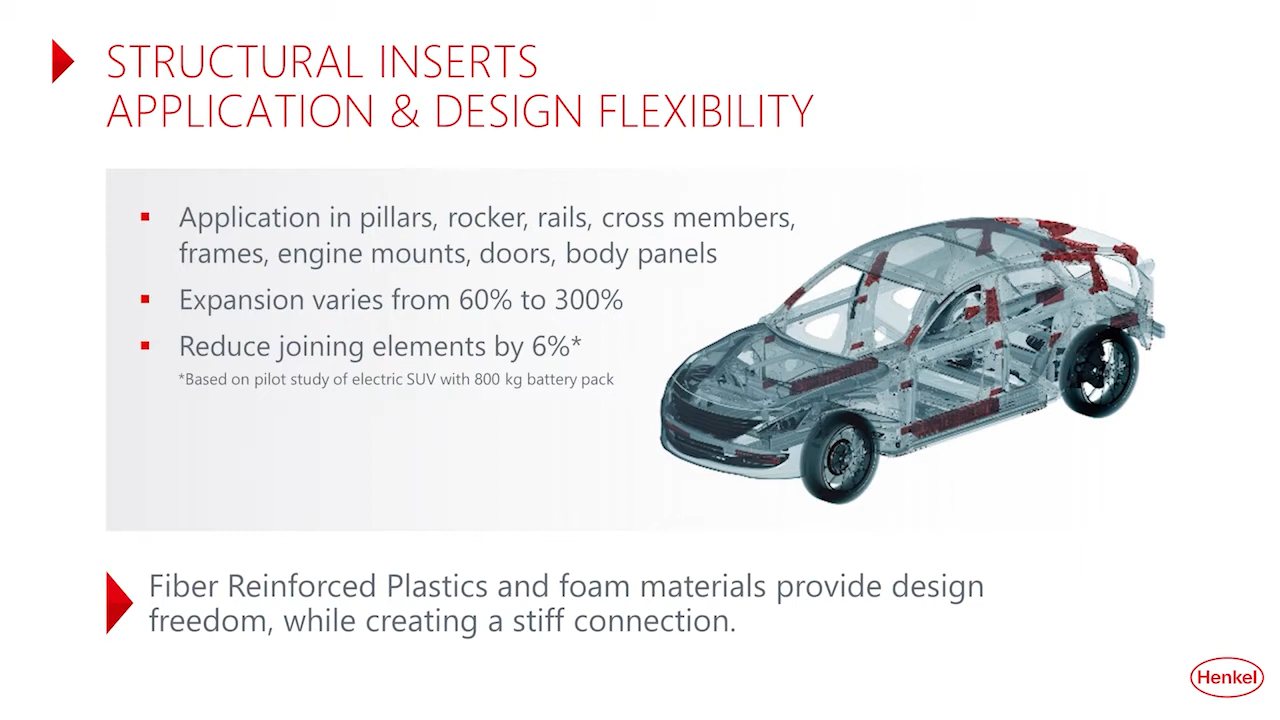 STRUCTURAL INSERTS
APPLICATION & DESIGN FLEXIBILITY
Application in pillars, rocker, rails, cross members,
frames, engine mounts, doors, body panels
Expansion varies from 60% to 300%
Reduce joining elements by 6%*
*Based on pilot study of electric SUV with 800 kg battery pack
Fiber Reinforced Plastics and foam materials provide design
freedom, while creating a stiff connection.
Henkel